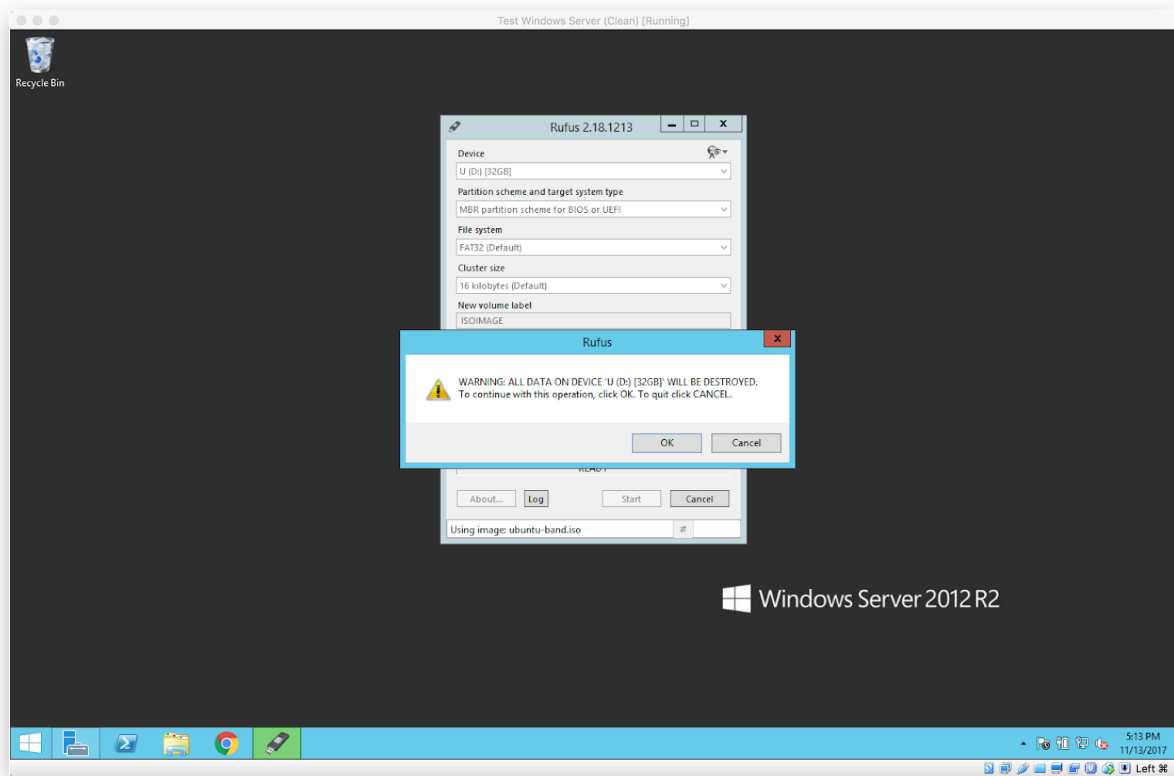 Test Windows Server (Clean) [Running]
Recycle Bin
Rufus 2.18.1213
Device
U (D:) [32GB]
Partition scheme and target system type
MBR partition scheme for BIOS or UEFI
File system
FAT32 (Default)
Cluster size
16 kilobytes (Default)
New volume label
ISOIMAGE
Rufus
WARNING: ALL DATA ON DEVICE 'U (D:) [32GB]' WILL BE DESTROYED.
To continue with this operation, click OK. To quit click CANCEL.
OK Cancel
READY
About... Log Start Cancel
Using image: ubuntu-band.iso #
Windows Server 2012 R2
5:13 PM
11/13/2017
Left ⌘